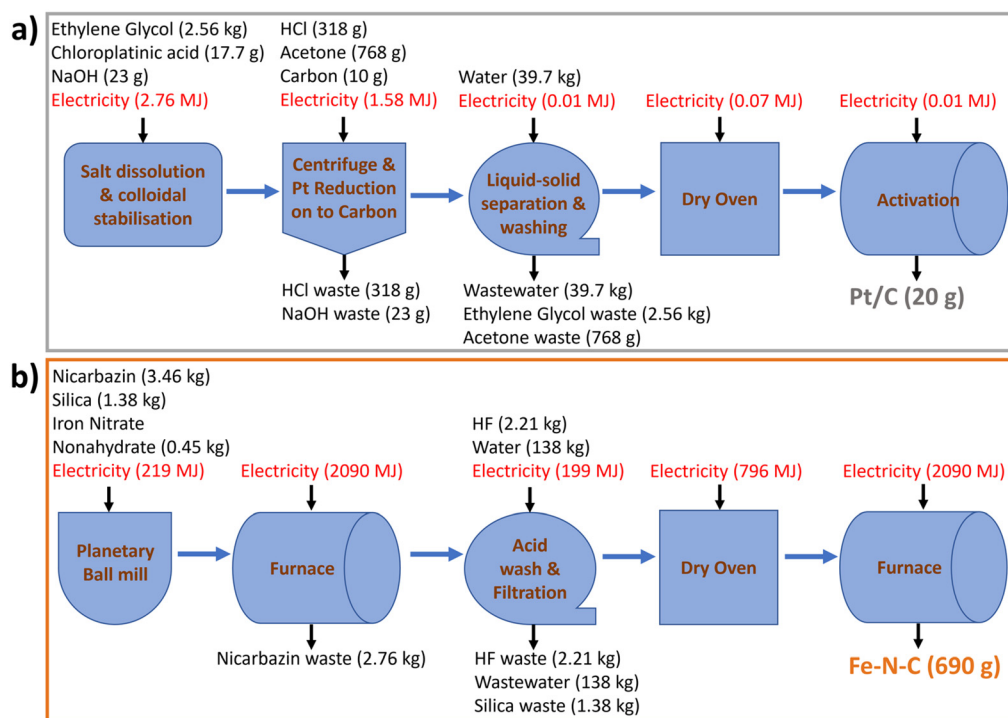 a)
Ethylene Glycol (2.56 kg)
Chloroplatinic acid (17.7 g)
NaOH (23 g)
Electricity (2.76 MJ)
HCl (318 g)
Acetone (768 g)
Carbon (10 g)
Electricity (1.58 MJ)
Water (39.7 kg)
Electricity (0.01 MJ)
Electricity (0.07 MJ)
Electricity (0.01 MJ)
Salt dissolution
& colloidal
stabilisation
Centrifuge &
Pt Reduction
on to Carbon
Liquid-solid
separation &
washing
Dry Oven
Activation
HCl waste (318 g)
NaOH waste (23 g)
Wastewater (39.7 kg)
Ethylene Glycol waste (2.56 kg)
Acetone waste (768 g)
Pt/C (20 g)
b)
Nicarbazin (3.46 kg)
Silica (1.38 kg)
Iron Nitrate
Nonahydrate (0.45 kg)
Electricity (219 MJ)
Electricity (2090 MJ)
HF (2.21 kg)
Water (138 kg)
Electricity (199 MJ)
Electricity (796 MJ)
Electricity (2090 MJ)
Planetary
Ball mill
Furnace
Acid
wash &
Filtration
Dry Oven
Furnace
Nicarbazin waste (2.76 kg)
HF waste (2.21 kg)
Wastewater (138 kg)
Silica waste (1.38 kg)
Fe-N-C (690 g)